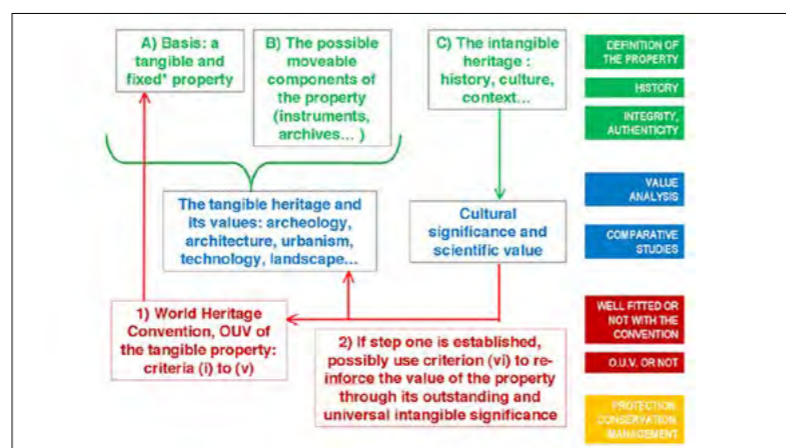 A) Basis: a
tangible and
fixed* property
B) The possible
moveable
components of
the property
(instruments,
archives... )
C) The intangible
heritage :
history, culture,
context...
DEFINITION OF
THE PROPERTY
HISTORY
INTEGRITY,
AUTHENTICITY
The tangible heritage and
its values: archeology,
architecture, urbanism,
technology, landscape...
Cultural
significance and
scientific value
VALUE
ANALYSIS
COMPARATIVE
STUDIES
1) World Heritage
Convention, OUV of
the tangible property:
criteria (i) to (v)
2) If step one is established,
possibly use criterion (vi) to re-
inforce the value of the property
through its outstanding and
universal intangible significance
WELL FITTED OR
NOT WITH THE
CONVENTION
O.U.V. OR NOT
PROTECTION
CONSERVATION
MANAGEMENT